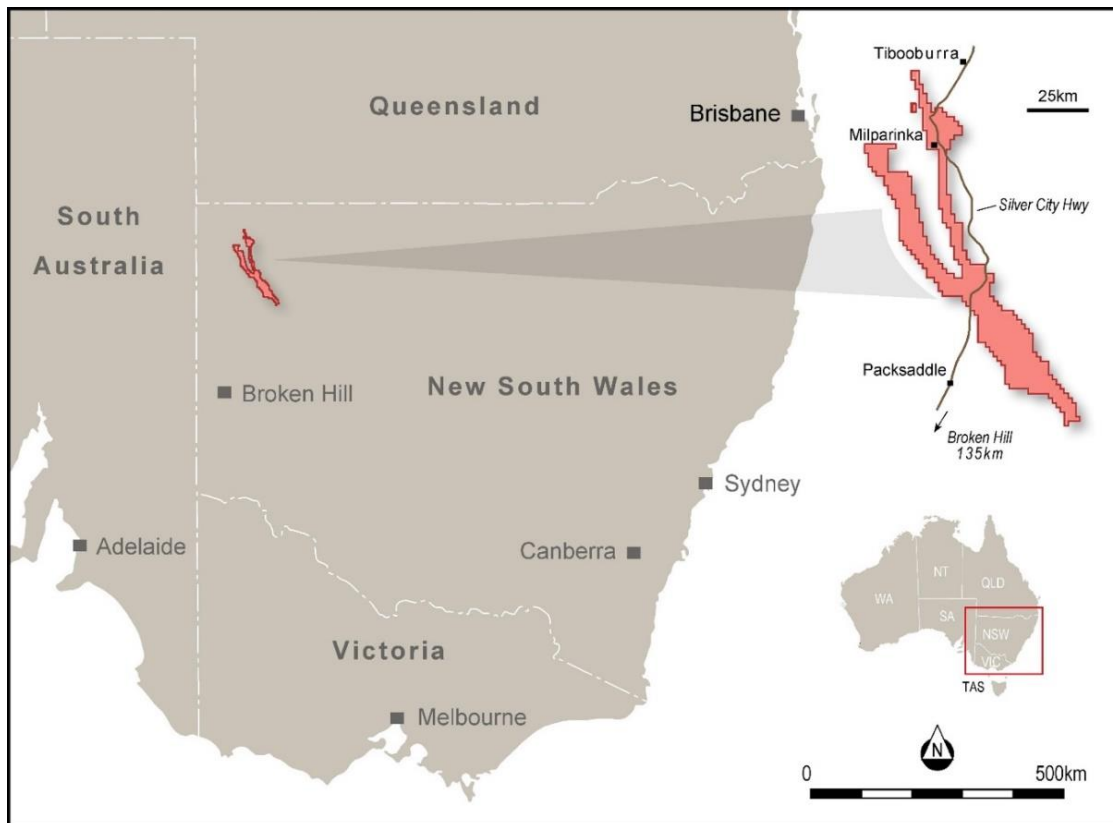 Queensland
Brisbane
South
Australia
Broken Hill
New South Wales
Sydney
Adelaide
Canberra
Victoria
Melbourne
Tibooburra
25km
Milparinka
Silver City Hwy
Packsaddle
Broken Hill
135km
NT
QLD
WA
SA
NSW
VIC
TAS
N
0
500km